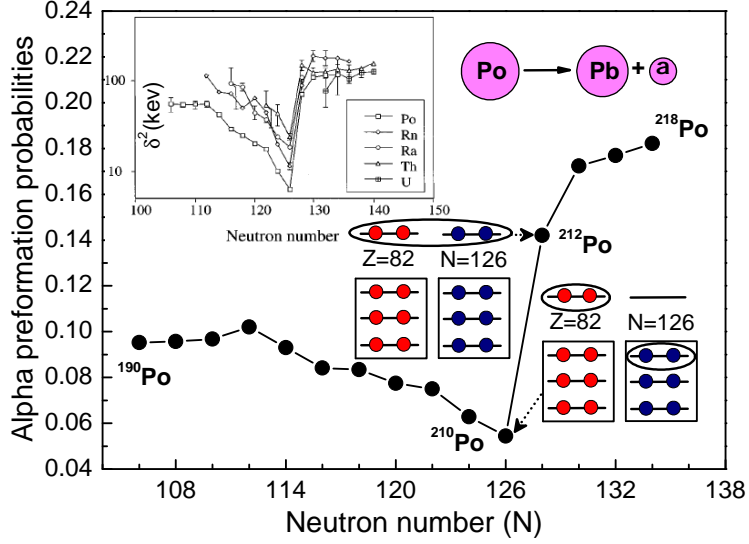 Alpha preformation probabilities
0.24
0.22
0.20
0.18
0.16
0.14
0.12
0.10
0.08
0.06
0.04
108
114
120
126
132
138
Neutron number (N)
δ²(kev)
100
10
100
110
120
130
140
150
Neutron number
Po
Rn
Ra
Th
U
Po
Pb
+
a
²¹⁸Po
²¹²Po
Z=82
N=126
Z=82
N=126
¹⁹⁰Po
²¹⁰Po